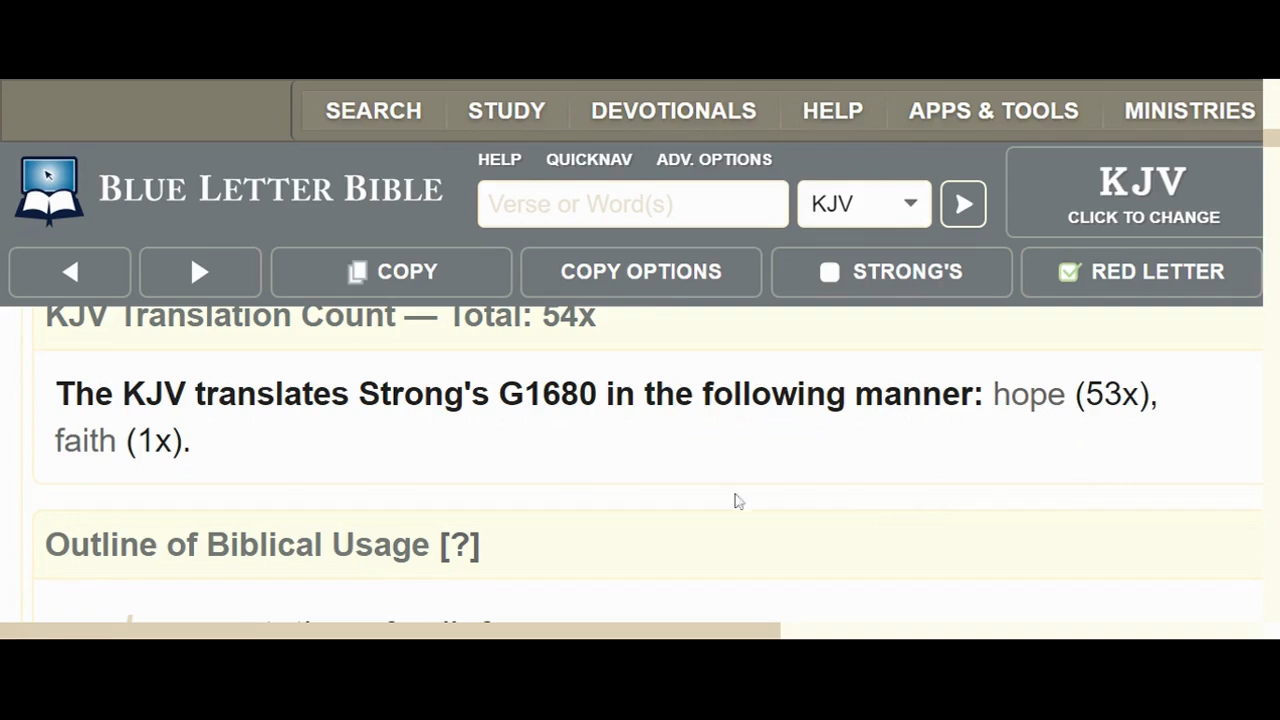 SEARCH STUDY DEVOTIONALS HELP APPS & TOOLS MINISTRIES
HELP QUICKNAV ADV. OPTIONS
BLUE LETTER BIBLE
Verse or Word(s) KJV
KJV
CLICK TO CHANGE
COPY COPY OPTIONS STRONG'S RED LETTER
KJV Translation Count — Total: 54x
The KJV translates Strong's G1680 in the following manner: hope (53x),
faith (1x).
Outline of Biblical Usage [?]